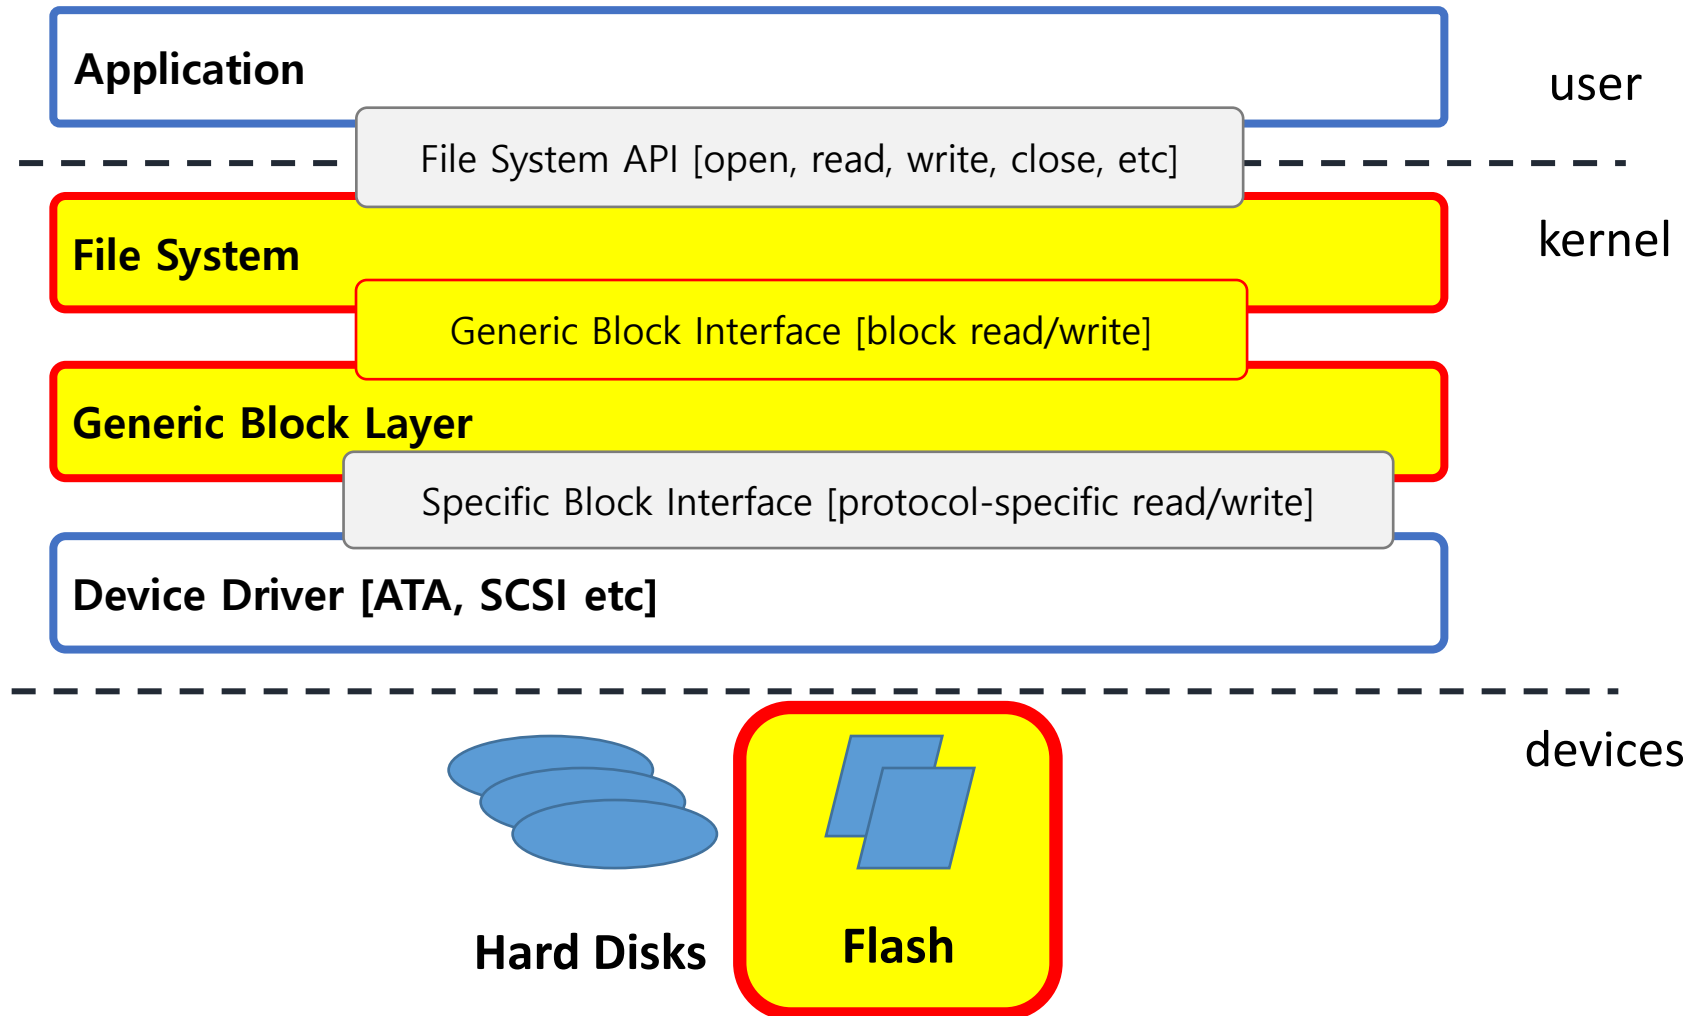 Application
user
File System API [open, read, write, close, etc]
File System
kernel
Generic Block Interface [block read/write]
Generic Block Layer
Specific Block Interface [protocol-specific read/write]
Device Driver [ATA, SCSI etc]
devices
Hard Disks
Flash